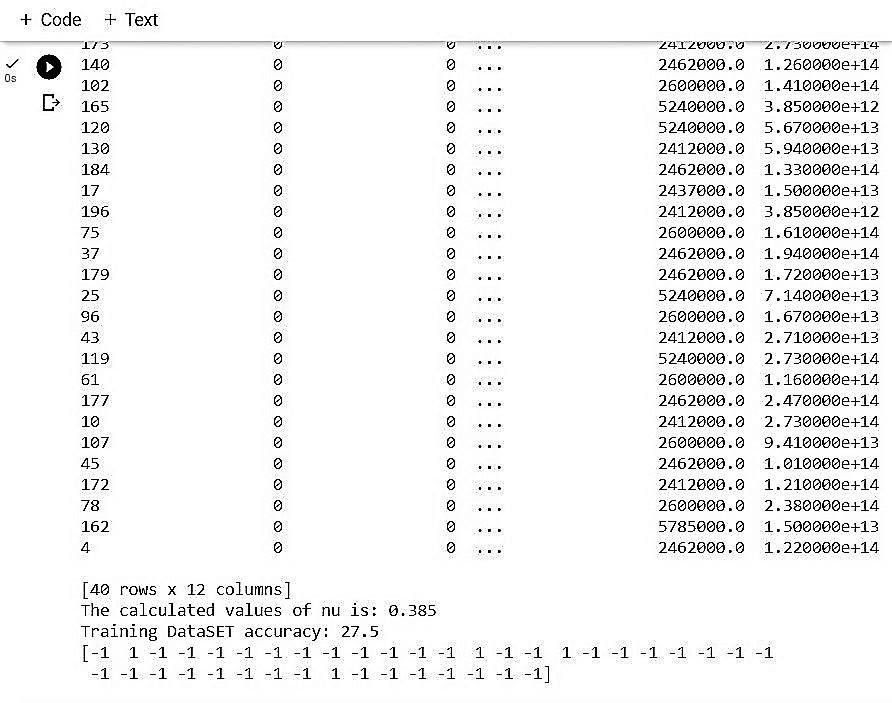 + Code + Text
173 0 0 ... 2412000.0 2.730000e+14
0s
140 0 0 ... 2462000.0 1.260000e+14
102 0 0 ... 2600000.0 1.410000e+14
165 0 0 ... 5240000.0 3.850000e+12
120 0 0 ... 5240000.0 5.670000e+13
130 0 0 ... 2412000.0 5.940000e+13
184 0 0 ... 2462000.0 1.330000e+14
17 0 0 ... 2437000.0 1.500000e+13
196 0 0 ... 2412000.0 3.850000e+12
75 0 0 ... 2600000.0 1.610000e+14
37 0 0 ... 2462000.0 1.940000e+14
179 0 0 ... 2462000.0 1.720000e+13
25 0 0 ... 5240000.0 7.140000e+13
96 0 0 ... 2600000.0 1.670000e+13
43 0 0 ... 2412000.0 2.710000e+13
119 0 0 ... 5240000.0 2.730000e+14
61 0 0 ... 2600000.0 1.160000e+14
177 0 0 ... 2462000.0 2.470000e+14
10 0 0 ... 2412000.0 2.730000e+14
107 0 0 ... 2600000.0 9.410000e+13
45 0 0 ... 2462000.0 1.010000e+14
172 0 0 ... 2412000.0 1.210000e+14
78 0 0 ... 2600000.0 2.380000e+14
162 0 0 ... 5785000.0 1.500000e+13
4 0 0 ... 2462000.0 1.220000e+14
[40 rows x 12 columns]
The calculated values of nu is: 0.385
Training DataSET accuracy: 27.5
[-1 1 -1 -1 -1 -1 -1 -1 -1 -1 -1 -1 -1 1 -1 -1 1 -1 -1 -1 -1 -1 -1 -1
-1 -1 -1 -1 -1 -1 -1 -1 1 -1 -1 -1 -1 -1 -1 -1]